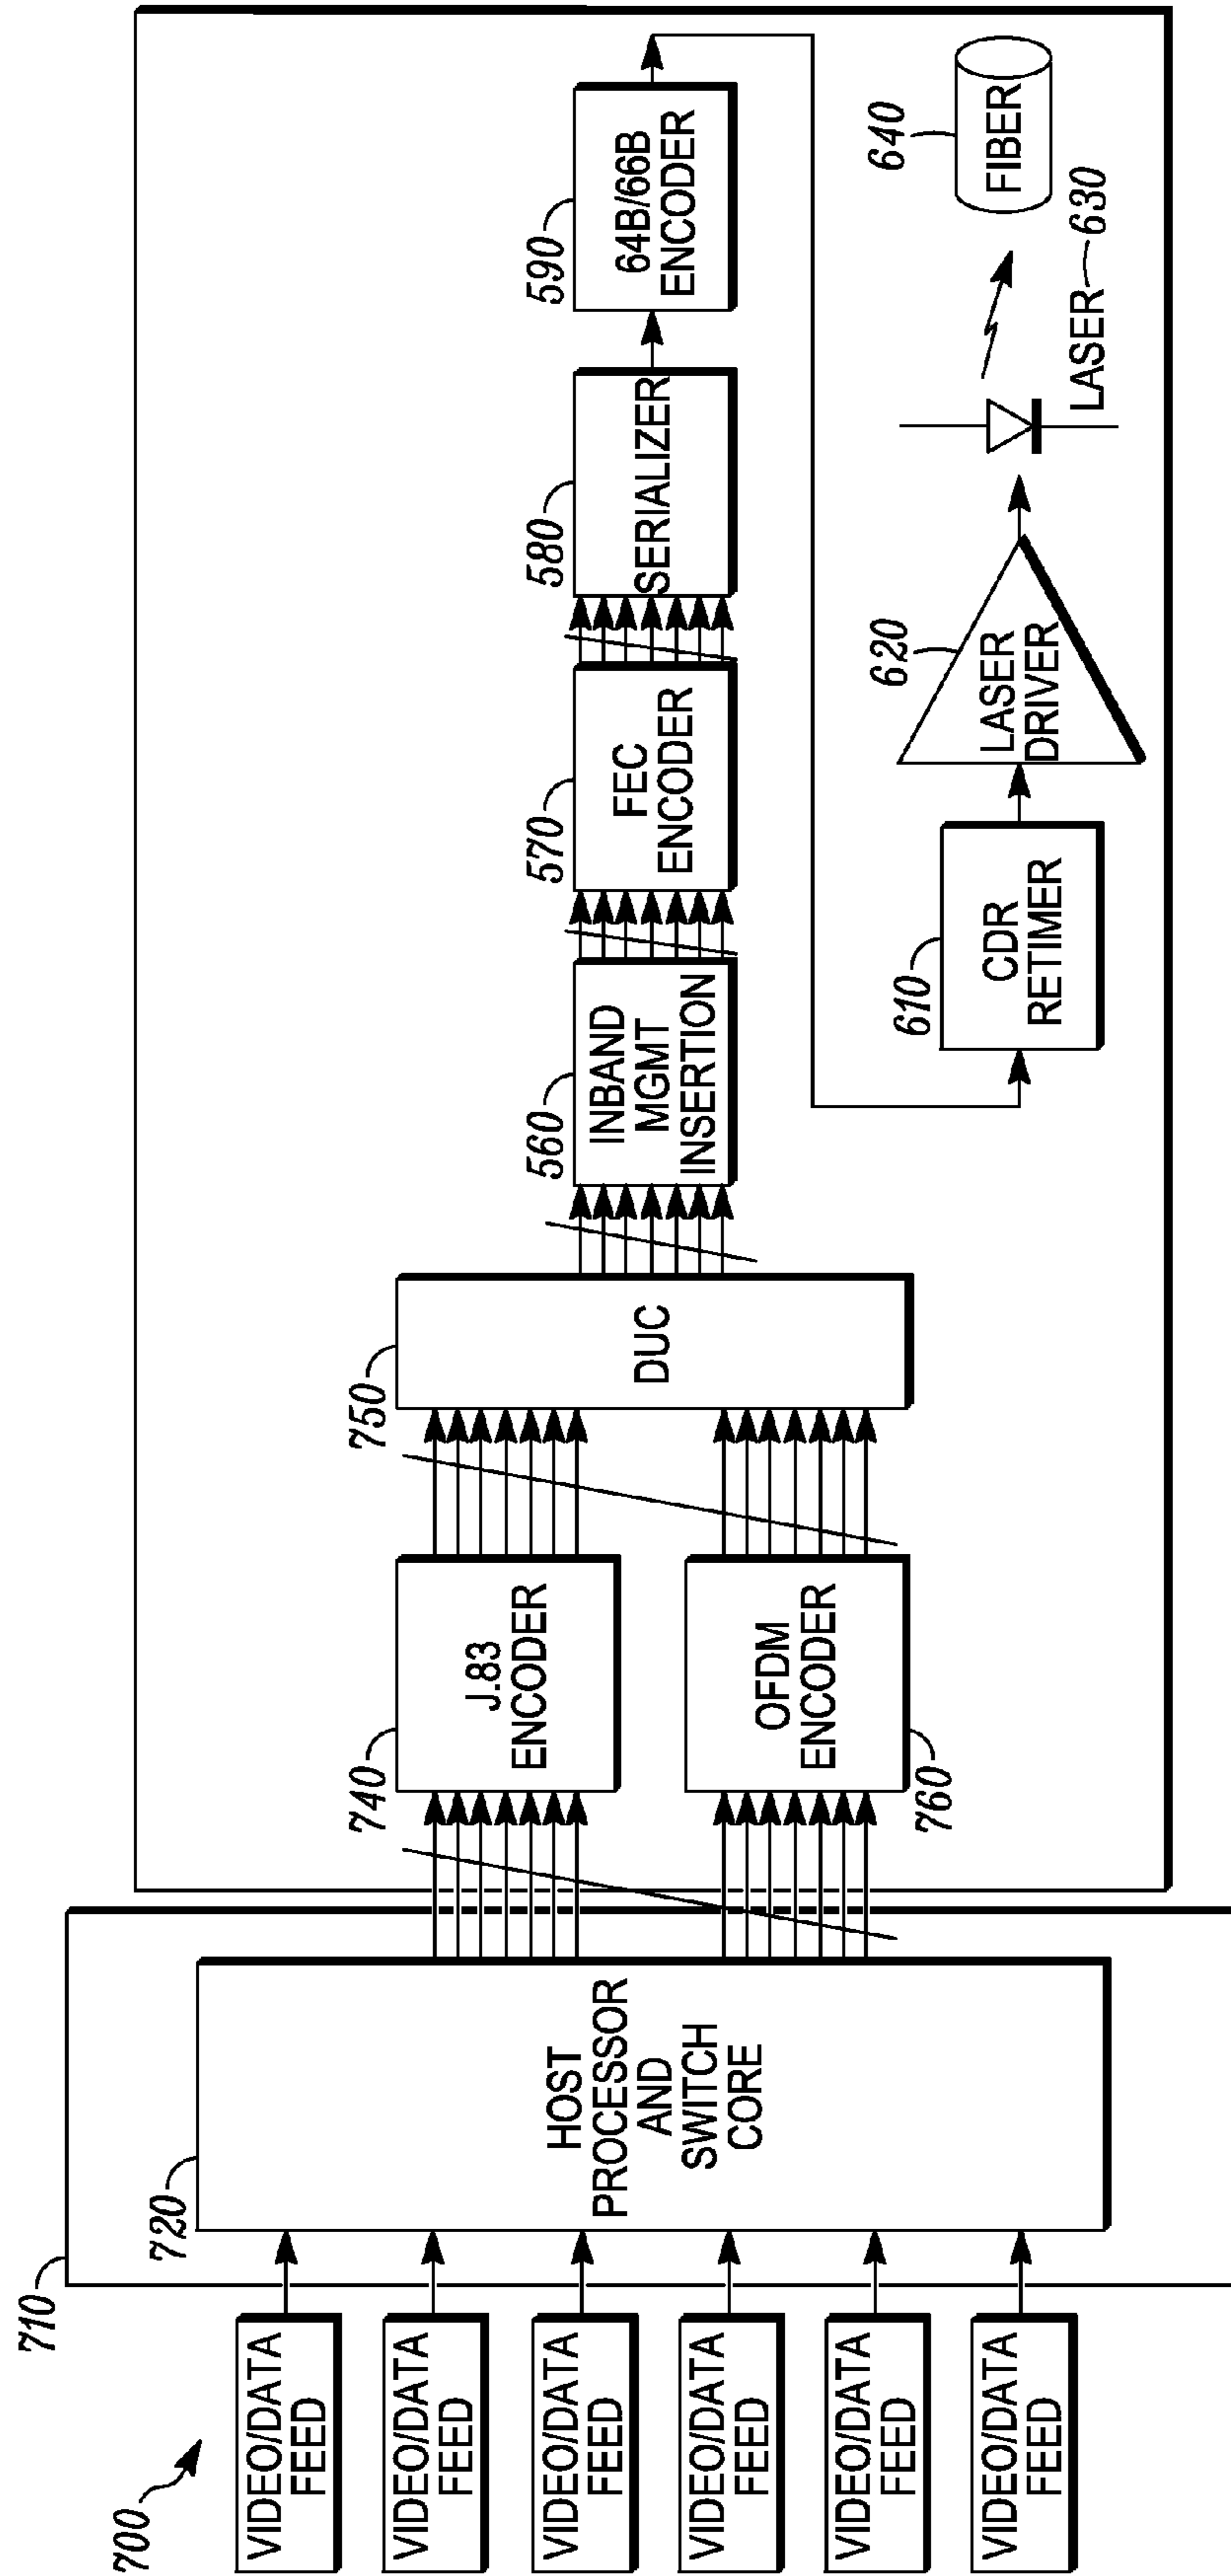 700
VIDEO/DATA
FEED
VIDEO/DATA
FEED
VIDEO/DATA
FEED
VIDEO/DATA
FEED
VIDEO/DATA
FEED
VIDEO/DATA
FEED
710
720
HOST
PROCESSOR
AND
SWITCH
CORE
740
J.83
ENCODER
OFDM
ENCODER
760
750
DUC
560
INBAND
MGMT
INSERTION
570
FEC
ENCODER
580
SERIALIZER
590
64B/66B
ENCODER
610
CDR
RETIMER
620
LASER
DRIVER
LASER 630
640
FIBER